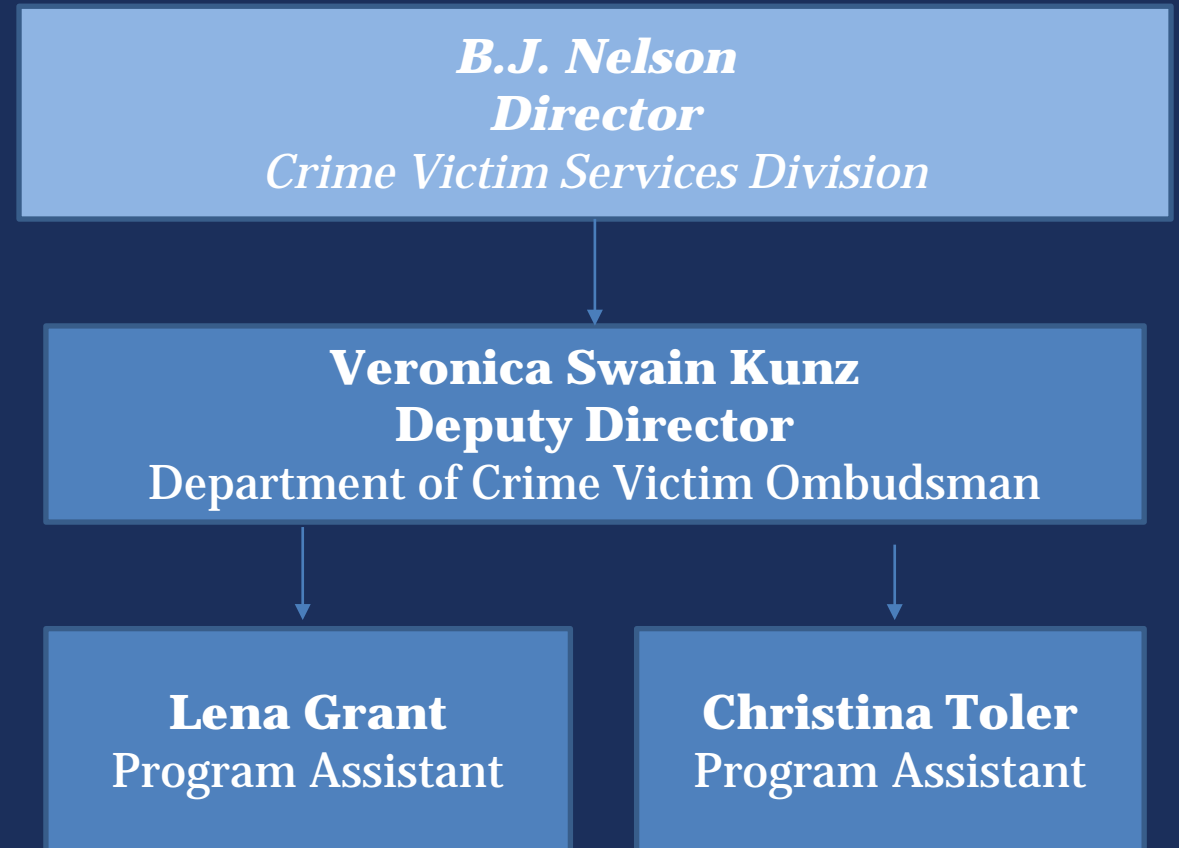 B.J. Nelson
Director
Crime Victim Services Division
Veronica Swain Kunz
Deputy Director
Department of Crime Victim Ombudsman
Lena Grant
Program Assistant
Christina Toler
Program Assistant